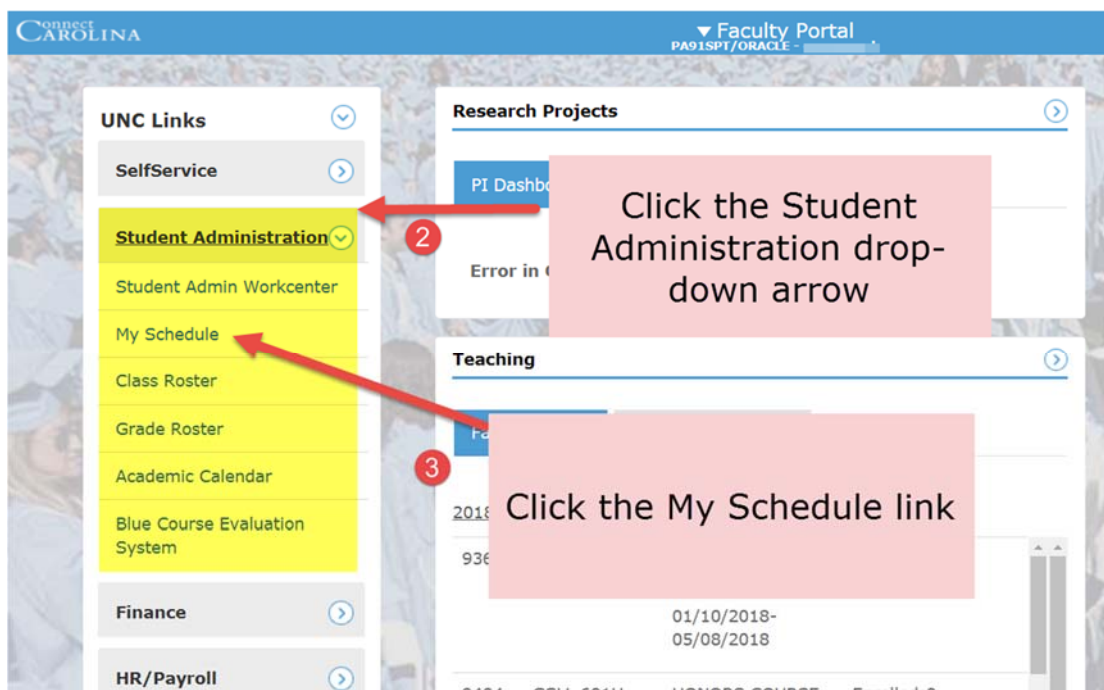 Connect
CAROLINA
Faculty Portal
PA91SPT/ORACLE -
UNC Links
SelfService
Student Administration
Student Admin Workcenter
My Schedule
Class Roster
Grade Roster
Academic Calendar
Blue Course Evaluation
System
Finance
HR/Payroll
Research Projects
PI
Error in
2
Click the Student
Administration drop-
down arrow
Teaching
3
Click the My Schedule link
2018
936
01/10/2018-
05/08/2018
HONORS COURSE